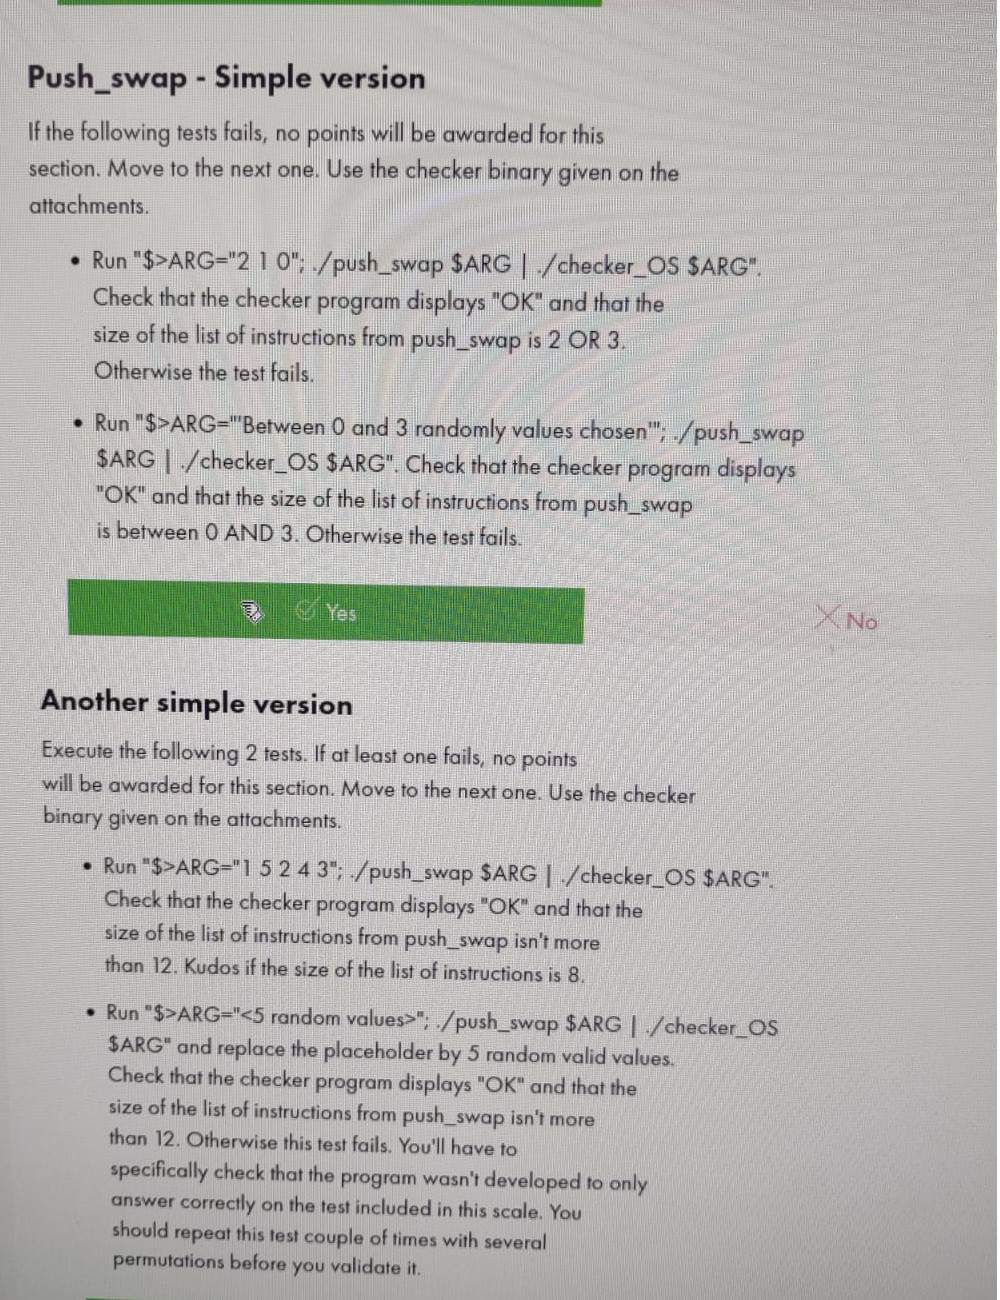 Push_swap - Simple version
If the following tests fails, no points will be awarded for this
section. Move to the next one. Use the checker binary given on the
attachments.
• Run "$>ARG="2 1 0"; ./push_swap $ARG | ./checker_OS $ARG".
Check that the checker program displays "OK" and that the
size of the list of instructions from push_swap is 2 OR 3.
Otherwise the test fails.
• Run "$>ARG="'Between 0 and 3 randomly values chosen'"; ./push_swap
$ARG | ./checker_OS $ARG". Check that the checker program displays
"OK" and that the size of the list of instructions from push_swap
is between 0 AND 3. Otherwise the test fails.
Yes
No
Another simple version
Execute the following 2 tests. If at least one fails, no points
will be awarded for this section. Move to the next one. Use the checker
binary given on the attachments.
• Run "$>ARG="1 5 2 4 3"; ./push_swap $ARG | ./checker_OS $ARG".
Check that the checker program displays "OK" and that the
size of the list of instructions from push_swap isn't more
than 12. Kudos if the size of the list of instructions is 8.
• Run "$>ARG="<5 random values>"; ./push_swap $ARG | ./checker_OS
$ARG" and replace the placeholder by 5 random valid values.
Check that the checker program displays "OK" and that the
size of the list of instructions from push_swap isn't more
than 12. Otherwise this test fails. You'll have to
specifically check that the program wasn't developed to only
answer correctly on the test included in this scale. You
should repeat this test couple of times with several
permutations before you validate it.